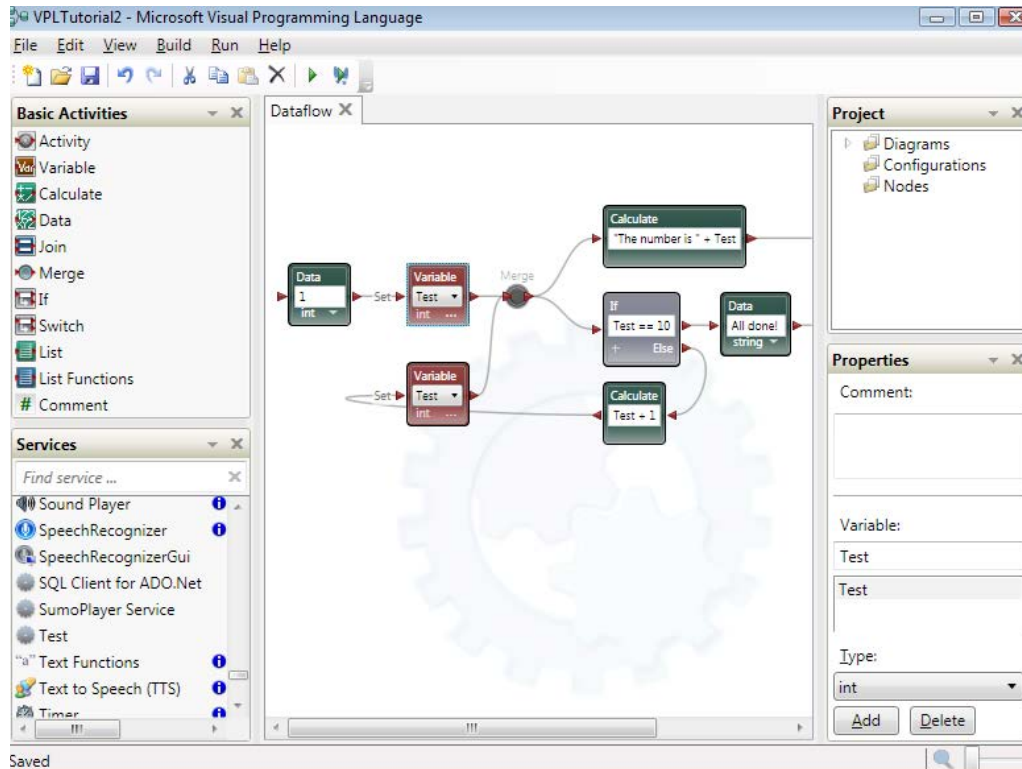 VPLTutorial2 - Microsoft Visual Programming Language
File Edit View Build Run Help
Basic Activities
Activity
Variable
Calculate
Data
Join
Merge
If
Switch
List
List Functions
# Comment
Services
Find service ...
Sound Player
SpeechRecognizer
SpeechRecognizerGui
SQL Client for ADO.Net
SumoPlayer Service
Test
Text Functions
Text to Speech (TTS)
Timer
Dataflow
Data
1
int
Set
Variable
Test
int ...
Merge
Calculate
"The number is " + Test
If
Test == 10
+ Else
Data
All done!
string
Set
Variable
Test
int ...
Calculate
Test + 1
Project
Diagrams
Configurations
Nodes
Properties
Comment:
Variable:
Test
Test
Type:
int
Add Delete
Saved